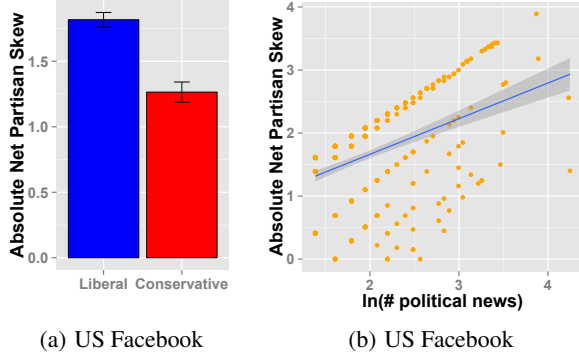 Absolute Net Partisan Skew
1.5
1.0
0.5
0.0
Liberal Conservative
(a) US Facebook
Absolute Net Partisan Skew
4
3
2
1
0
2 3 4
ln(# political news)
(b) US Facebook